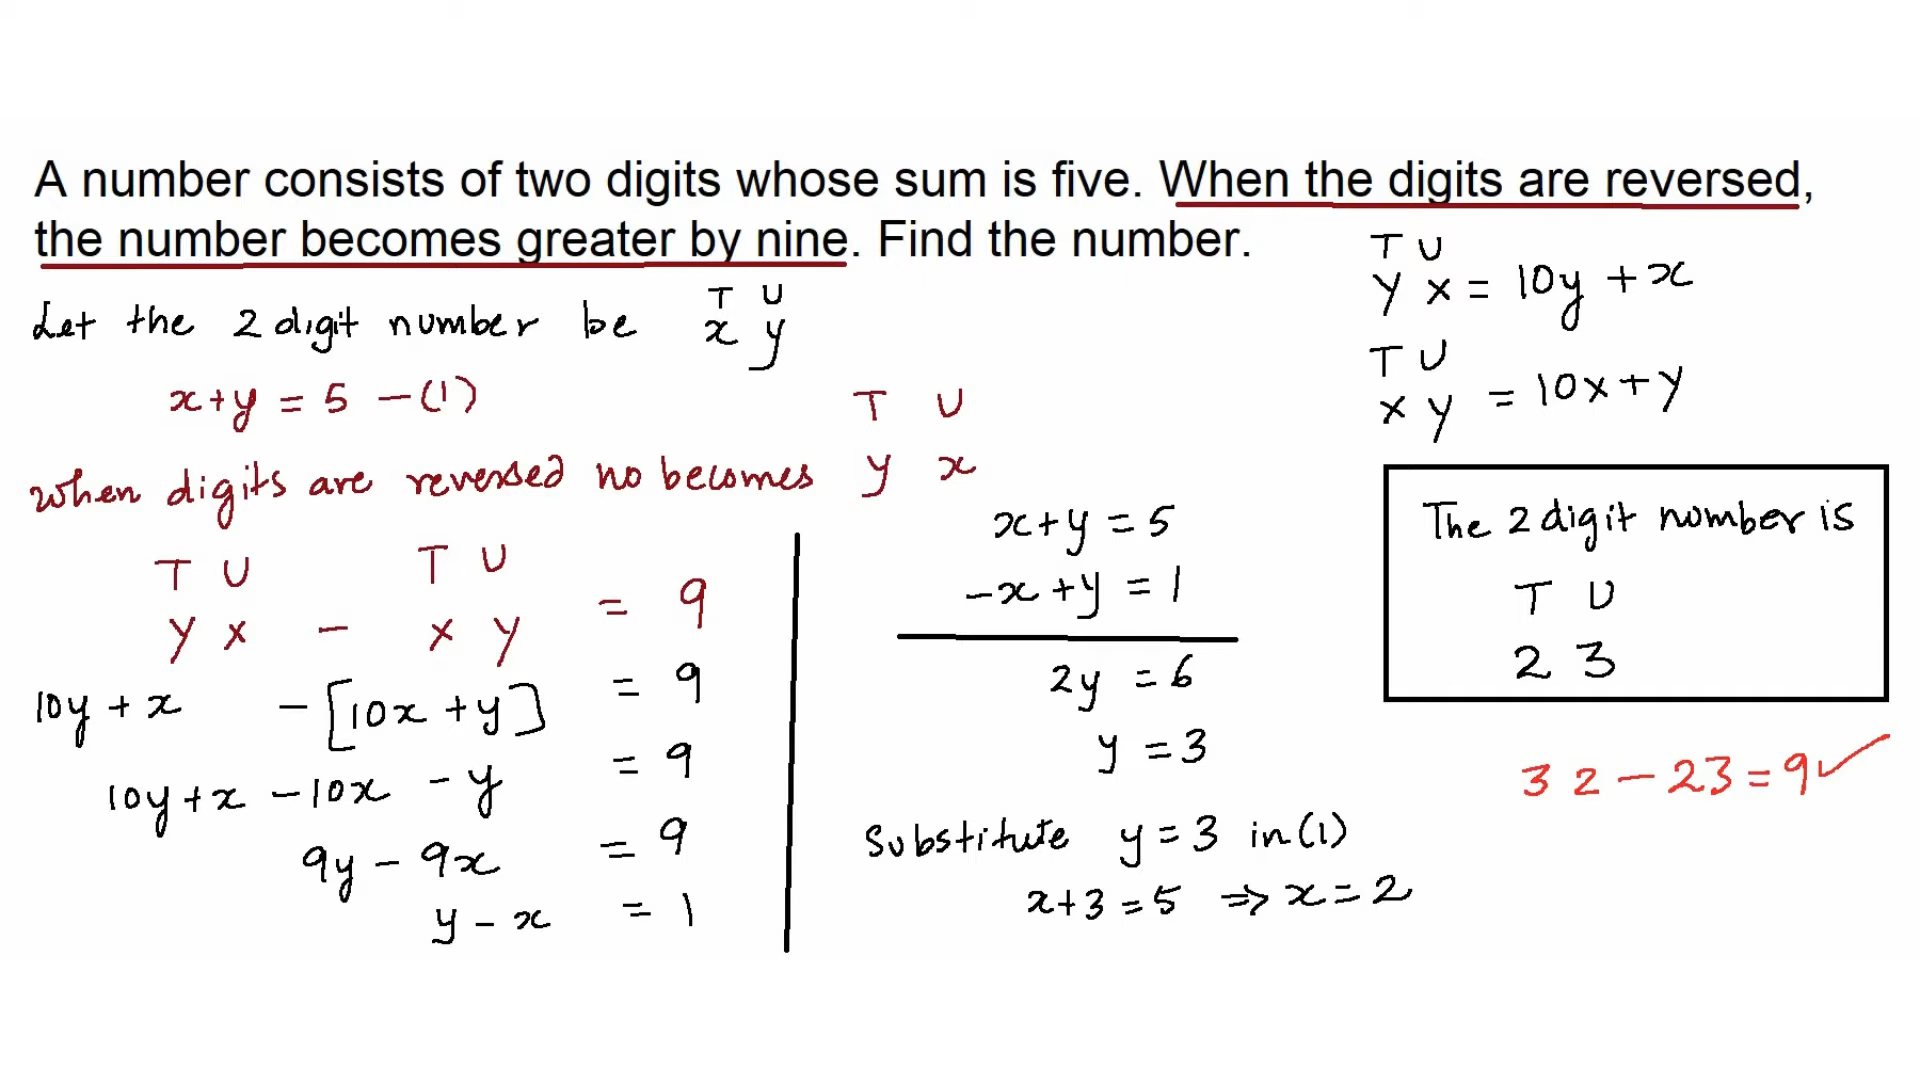 A number consists of two digits whose sum is five. When the digits are reversed,
the number becomes greater by nine. Find the number.
T U
Let the 2 digit number be x y
x+y = 5 – (1)
T U
when digits are reversed no becomes y x
T U T U
y x – x y = 9
10y + x – [10x + y] = 9
10y + x – 10x – y = 9
9y – 9x = 9
y – x = 1
x+y = 5
–x +y = 1
2y = 6
y = 3
Substitute y = 3 in (1)
x+3 = 5 ⇒ x = 2
T U
y x = 10y + x
T U
x y = 10x+y
The 2 digit number is
T U
2 3
3 2 – 23 = 9 ✓